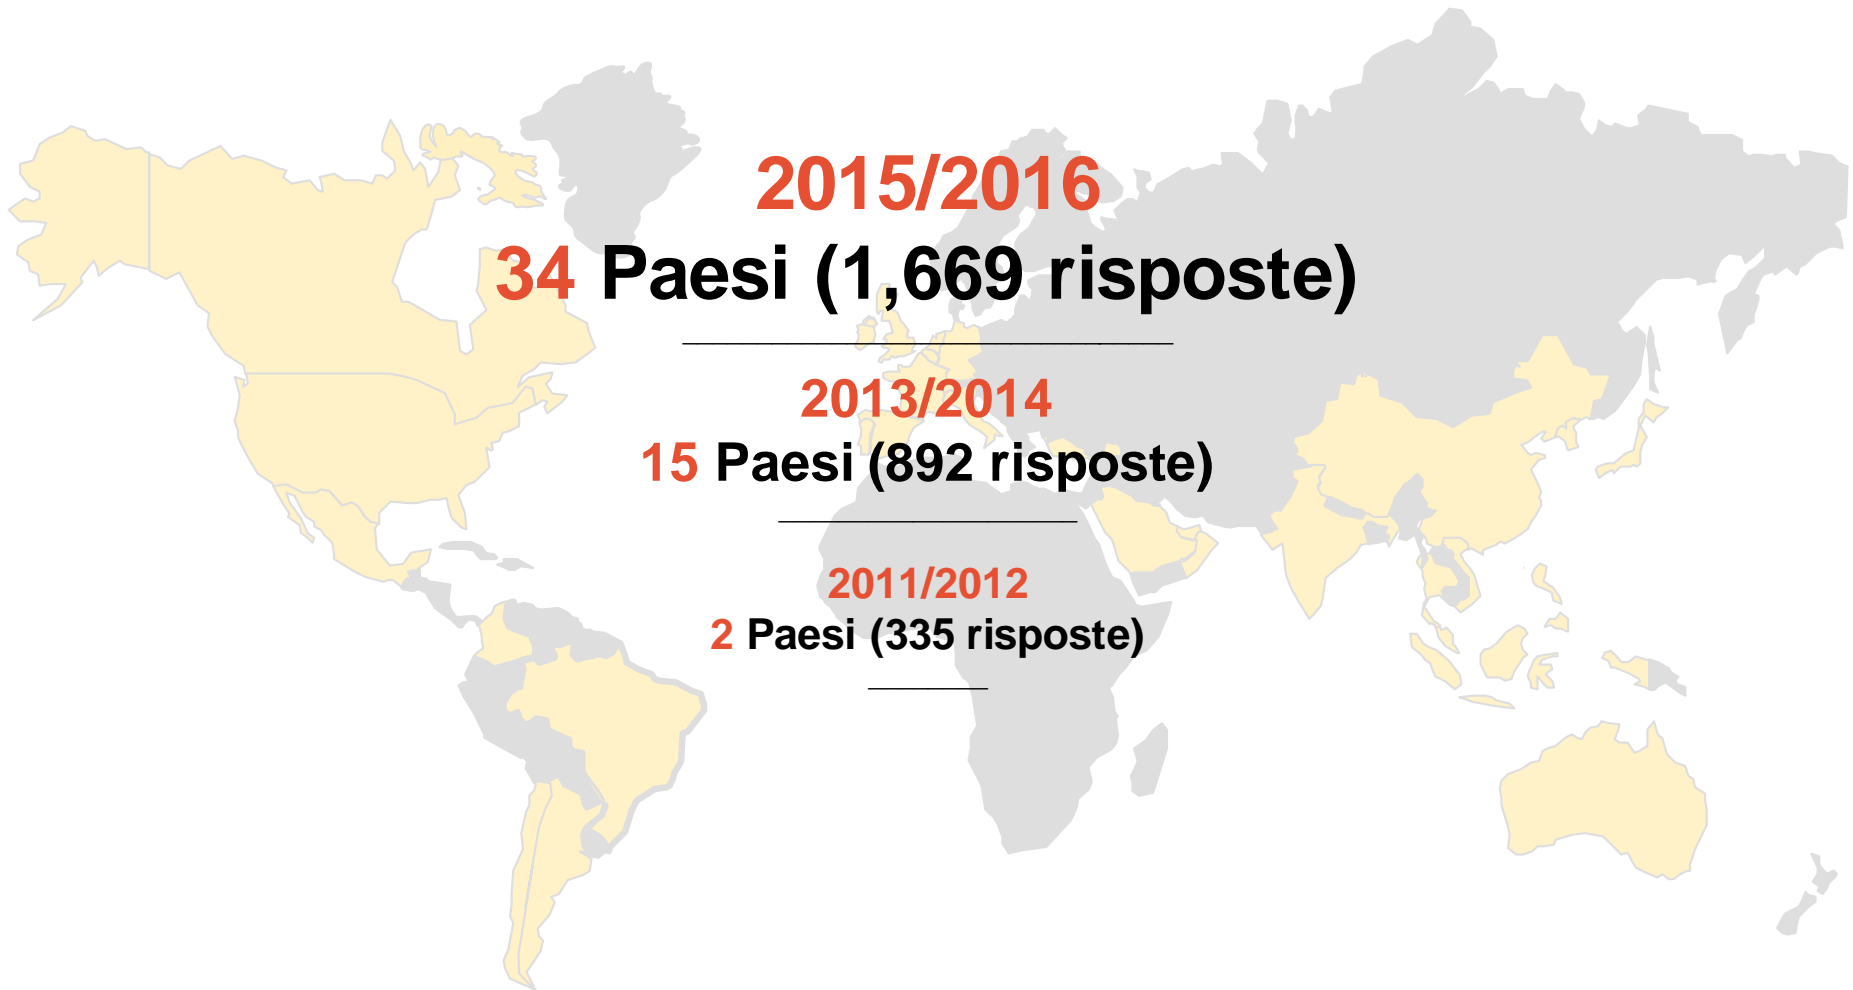 2015/2016
34 Paesi (1,669 risposte)
2013/2014
15 Paesi (892 risposte)
2011/2012
2 Paesi (335 risposte)